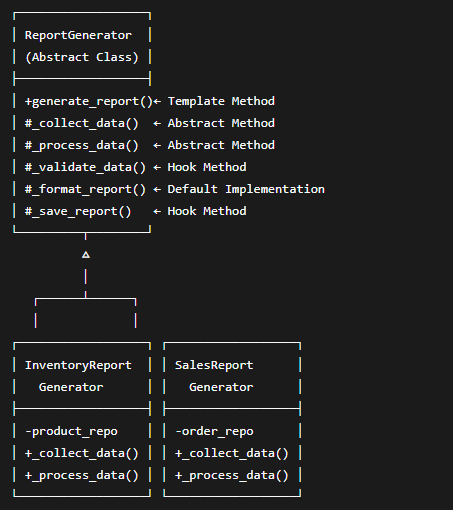 ReportGenerator
(Abstract Class)
+generate_report()← Template Method
#_collect_data() ← Abstract Method
#_process_data() ← Abstract Method
#_validate_data() ← Hook Method
#_format_report() ← Default Implementation
#_save_report() ← Hook Method
InventoryReport
Generator
-product_repo
+_collect_data()
+_process_data()
SalesReport
Generator
-order_repo
+_collect_data()
+_process_data()